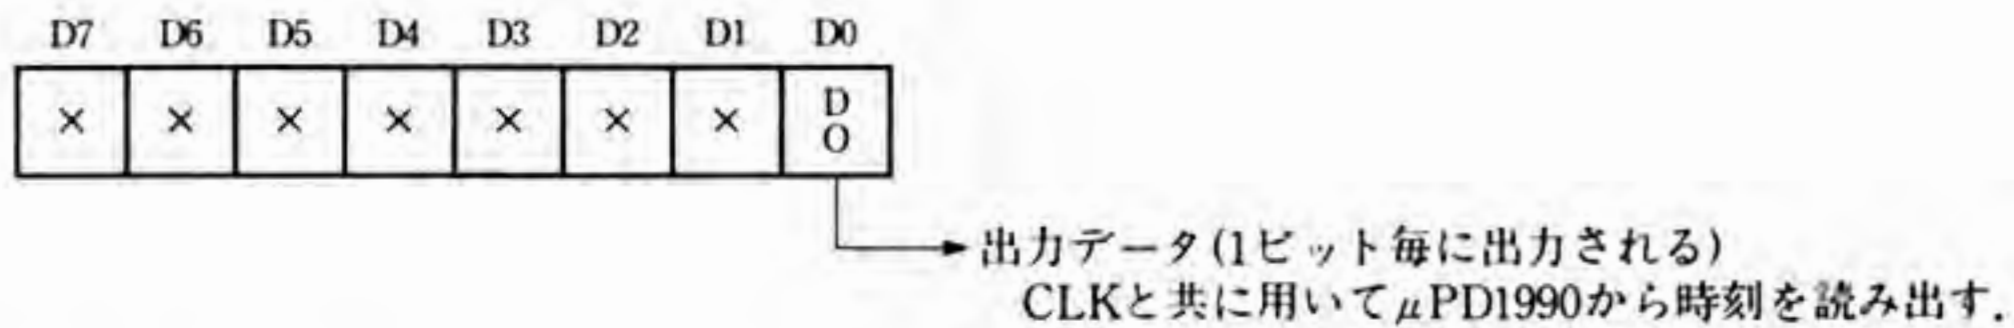 D7 D6 D5 D4 D3 D2 D1 D0
× × × × × × × DO
出力データ(1ビット毎に出力される)
CLKと共に用いてμPD1990から時刻を読み出す.